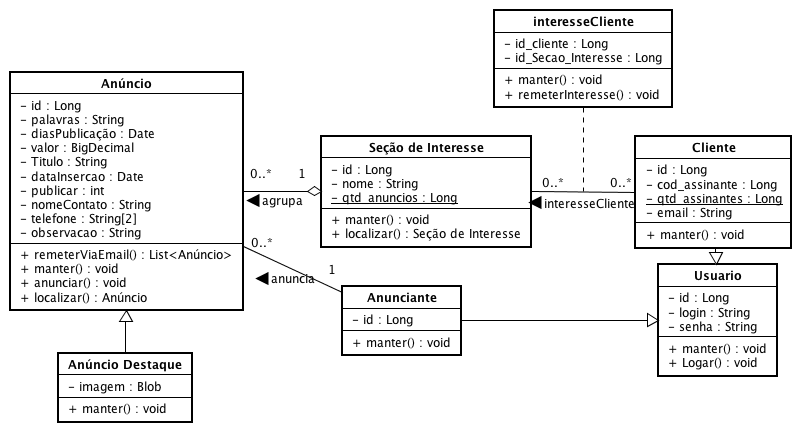 interesseCliente
– id_cliente : Long
– id_Secao_Interesse : Long
+ manter() : void
+ remeterInteresse() : void
Anúncio
– id : Long
– palavras : String
– diasPublicação : Date
– valor : BigDecimal
– Titulo : String
– dataInsercao : Date
– publicar : int
– nomeContato : String
– telefone : String[2]
– observacao : String
+ remeterViaEmail() : List<Anúncio>
+ manter() : void
+ anunciar() : void
+ localizar() : Anúncio
0..*
1
agrupa
Seção de Interesse
– id : Long
– nome : String
– qtd_anuncios : Long
+ manter() : void
+ localizar() : Seção de Interesse
0..*
0..*
interesseCliente
Cliente
– id : Long
– cod_assinante : Long
– qtd_assinantes : Long
– email : String
+ manter() : void
0..*
1
anuncia
Anunciante
– id : Long
+ manter() : void
Usuario
– id : Long
– login : String
– senha : String
+ manter() : void
+ Logar() : void
Anúncio Destaque
– imagem : Blob
+ manter() : void